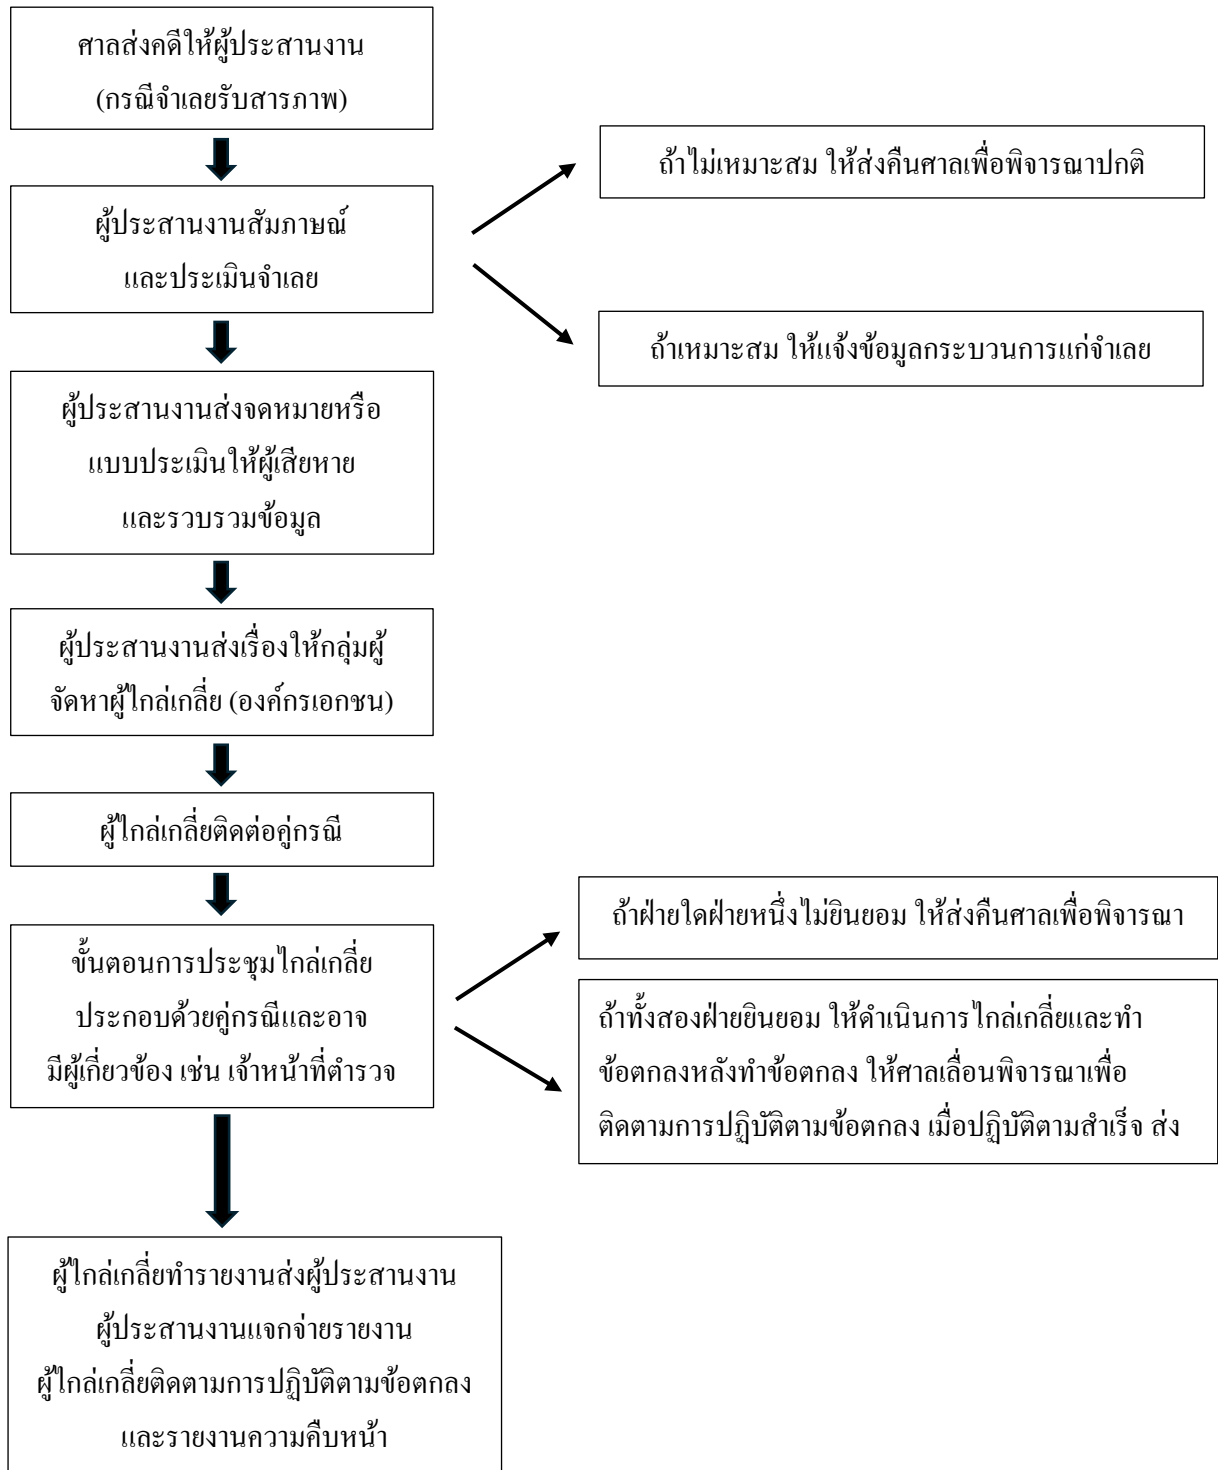 ศาลส่งคดีให้ผู้ประสานงาน
(กรณีจำเลยรับสารภาพ)
ผู้ประสานงานสัมภาษณ์
และประเมินจำเลย
ถ้าไม่เหมาะสม ให้ส่งคืนศาลเพื่อพิจารณาปกติ
ถ้าเหมาะสม ให้แจ้งข้อมูลกระบวนการแก่จำเลย
ผู้ประสานงานส่งจดหมายหรือ
แบบประเมินให้ผู้เสียหาย
และรวบรวมข้อมูล
ผู้ประสานงานส่งเรื่องให้กลุ่มผู้
จัดหาผู้ไกล่เกลี่ย (องค์กรเอกชน)
ผู้ไกล่เกลี่ยติดต่อคู่กรณี
ขั้นตอนการประชุมไกล่เกลี่ย
ประกอบด้วยคู่กรณีและอาจ
มีผู้เกี่ยวข้อง เช่น เจ้าหน้าที่ตำรวจ
ถ้าฝ่ายใดฝ่ายหนึ่งไม่ยินยอม ให้ส่งคืนศาลเพื่อพิจารณา
ถ้าทั้งสองฝ่ายยินยอม ให้ดำเนินการไกล่เกลี่ยและทำ
ข้อตกลงหลังทำข้อตกลง ให้ศาลเลื่อนพิจารณาเพื่อ
ติดตามการปฏิบัติตามข้อตกลง เมื่อปฏิบัติตามสำเร็จ ส่ง
ผู้ไกล่เกลี่ยทำรายงานส่งผู้ประสานงาน
ผู้ประสานงานแจกจ่ายรายงาน
ผู้ไกล่เกลี่ยติดตามการปฏิบัติตามข้อตกลง
และรายงานความคืบหน้า